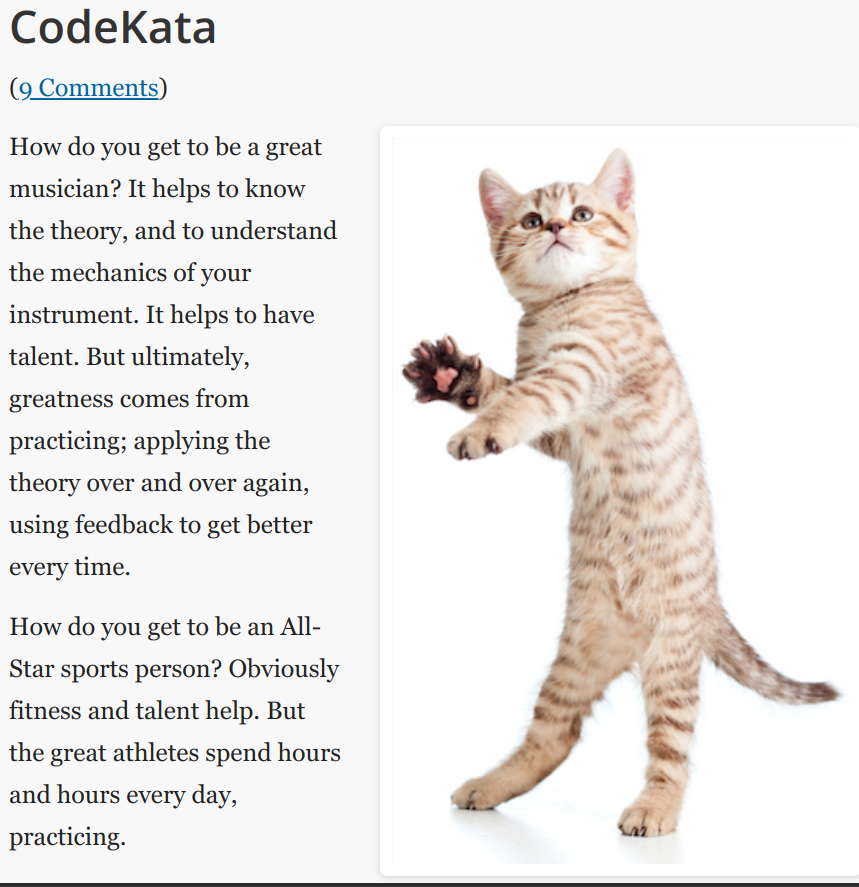 CodeKata
(9 Comments)
How do you get to be a great
musician? It helps to know
the theory, and to understand
the mechanics of your
instrument. It helps to have
talent. But ultimately,
greatness comes from
practicing; applying the
theory over and over again,
using feedback to get better
every time.
How do you get to be an All-
Star sports person? Obviously
fitness and talent help. But
the great athletes spend hours
and hours every day,
practicing.